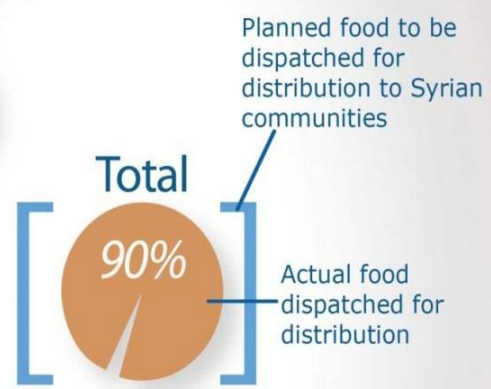 Planned food to be
dispatched for
distribution to Syrian
communities
Total
90%
Actual food
dispatched for
distribution